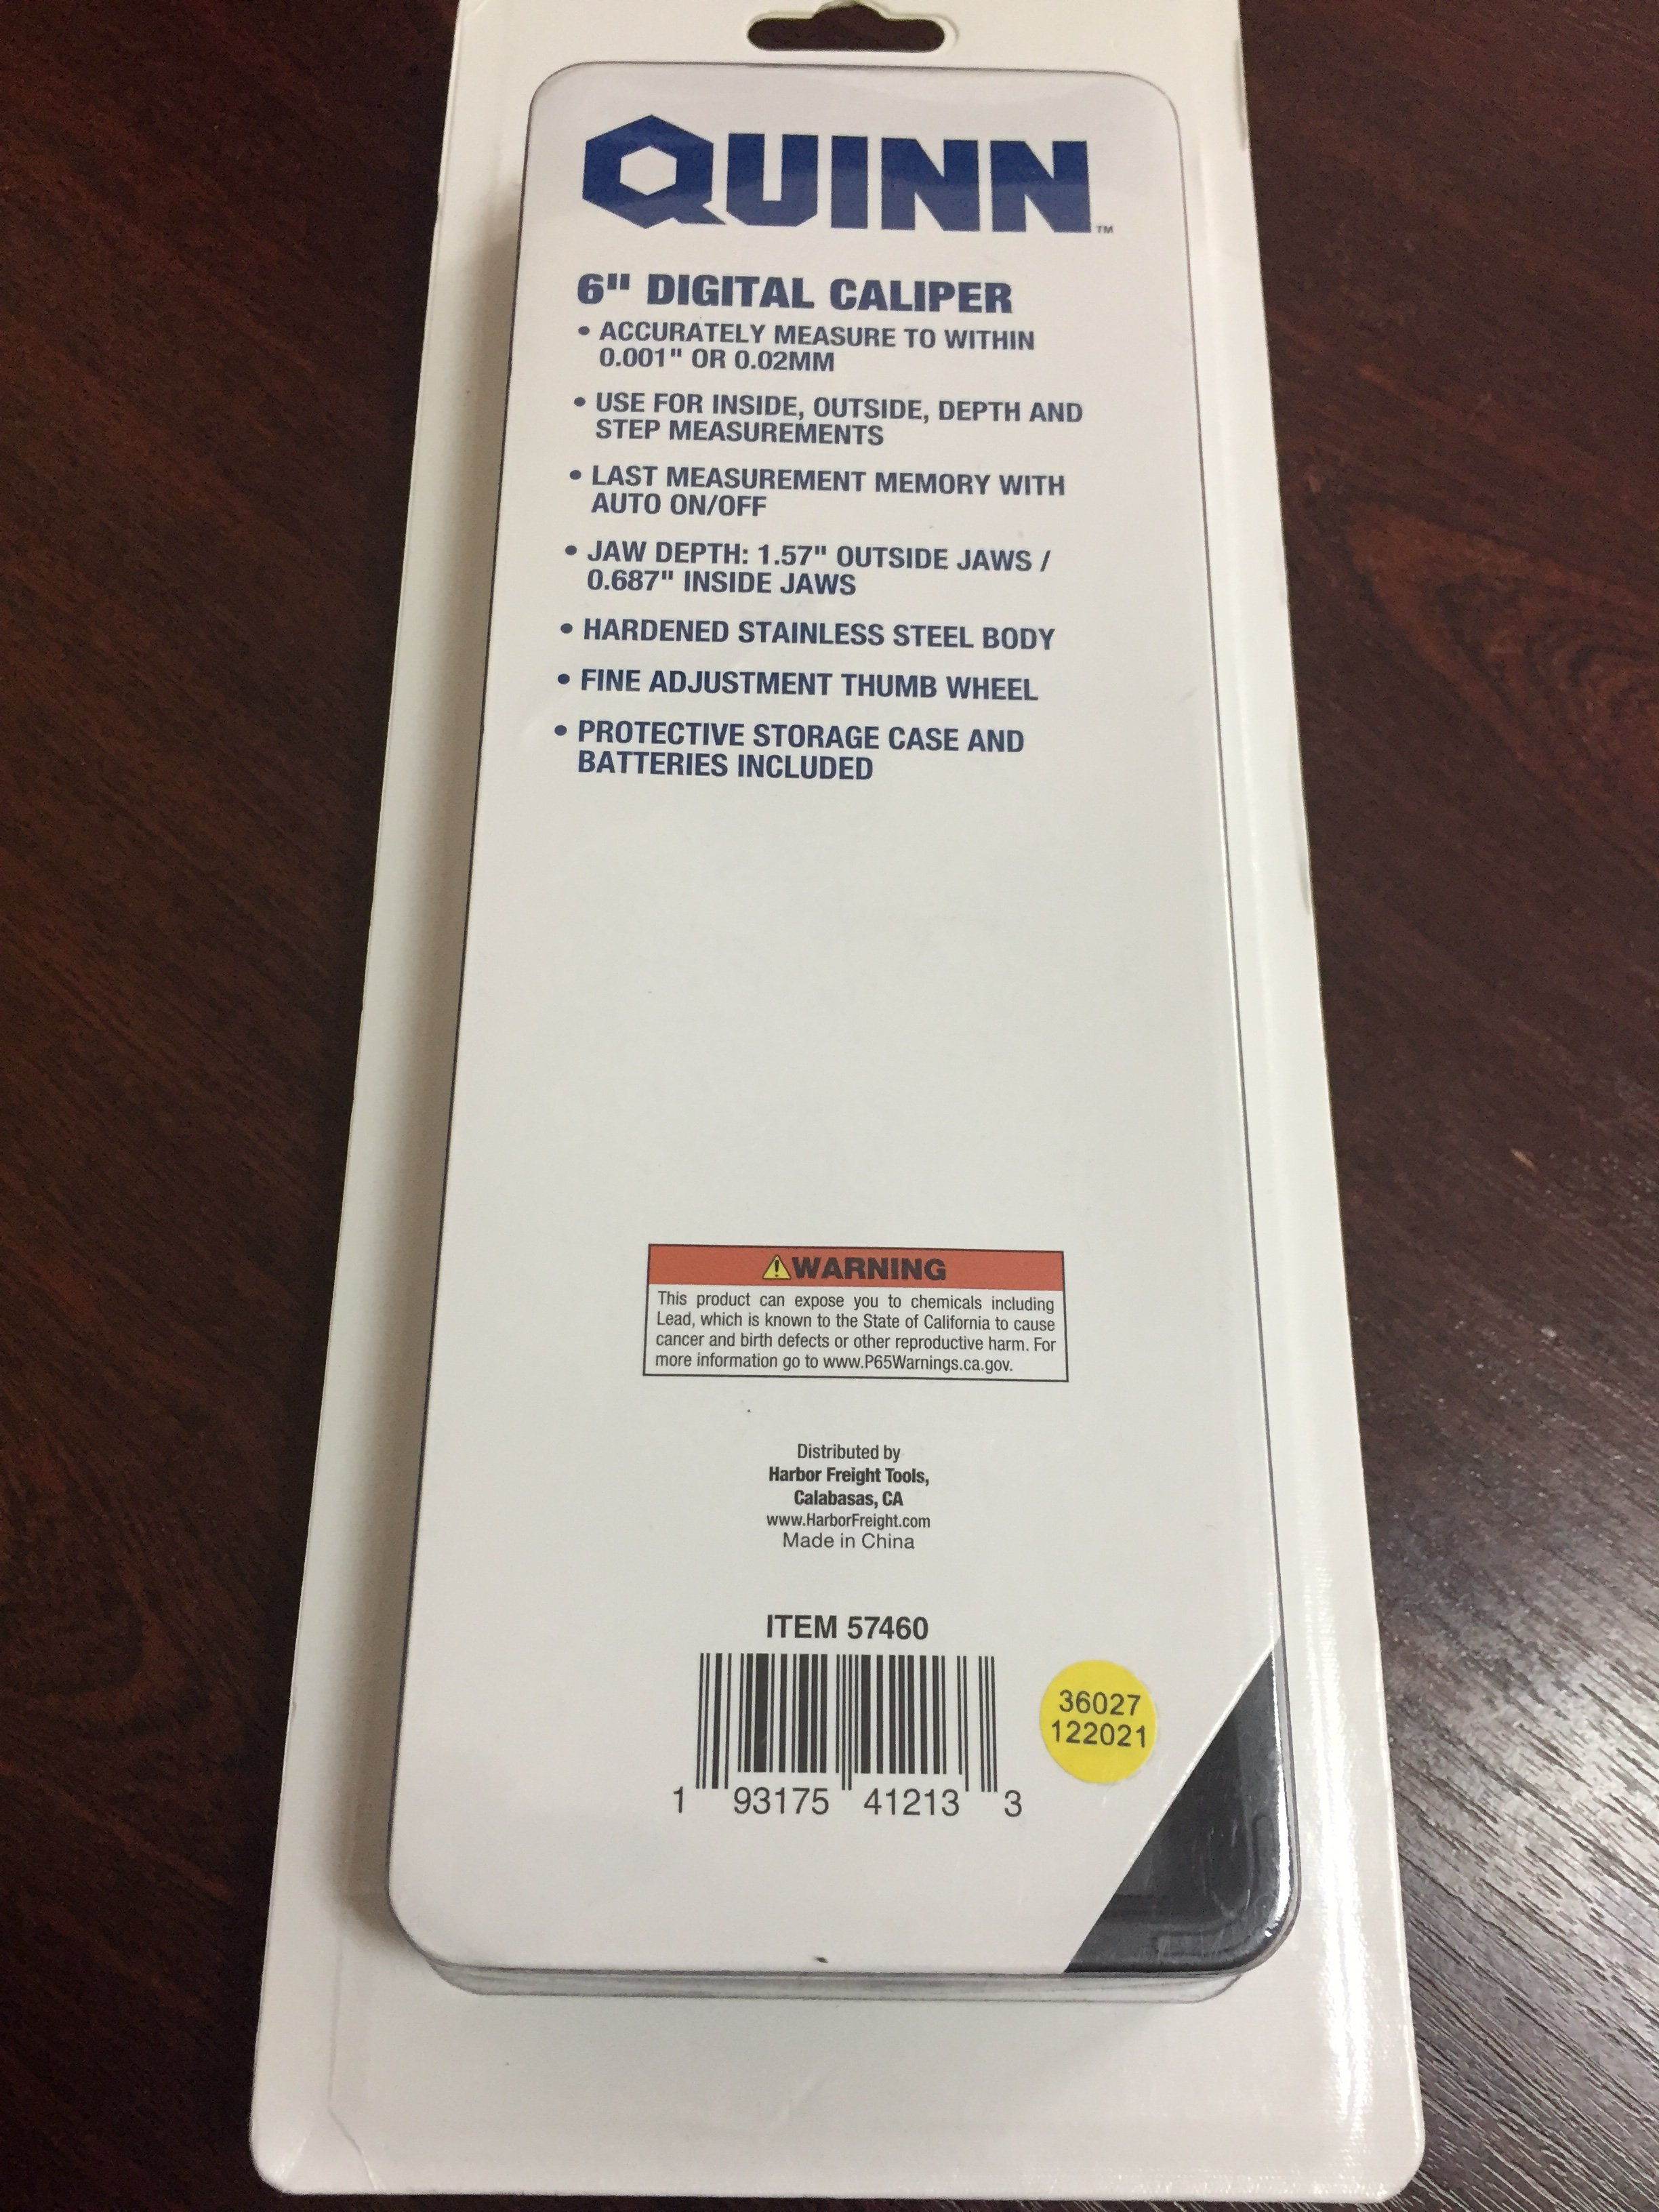 QUINN™
6" DIGITAL CALIPER
• ACCURATELY MEASURE TO WITHIN
0.001" OR 0.02MM
• USE FOR INSIDE, OUTSIDE, DEPTH AND
STEP MEASUREMENTS
• LAST MEASUREMENT MEMORY WITH
AUTO ON/OFF
• JAW DEPTH: 1.57" OUTSIDE JAWS /
0.687" INSIDE JAWS
• HARDENED STAINLESS STEEL BODY
• FINE ADJUSTMENT THUMB WHEEL
• PROTECTIVE STORAGE CASE AND
BATTERIES INCLUDED
⚠WARNING
This product can expose you to chemicals including
Lead, which is known to the State of California to cause
cancer and birth defects or other reproductive harm. For
more information go to www.P65Warnings.ca.gov.
Distributed by
Harbor Freight Tools,
Calabasas, CA
www.HarborFreight.com
Made in China
ITEM 57460
1 93175 41213 3
36027
122021